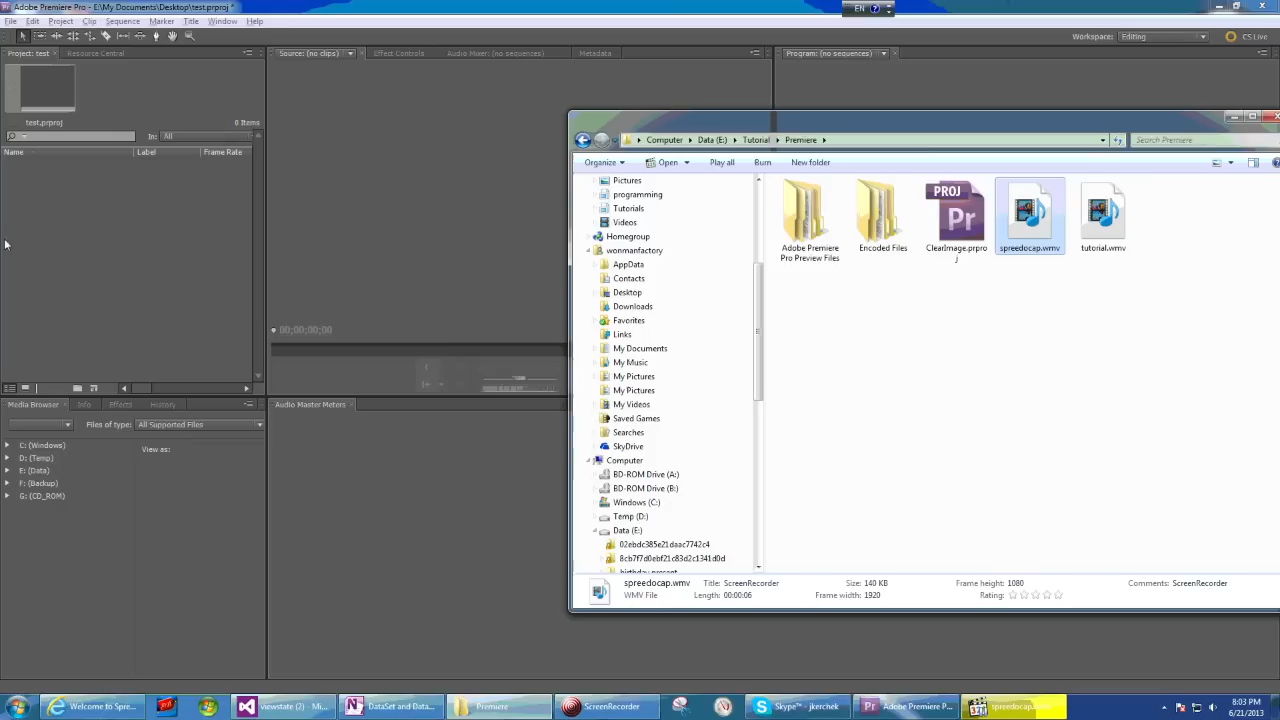 Adobe Premiere Pro - E:\My Documents\Desktop\test.prproj *
EN
File Edit Project Clip Sequence Marker Title Window Help
Workspace: Editing
CS Live
Project: test
Resource Central
Source: (no clips)
Effect Controls
Audio Mixer: (no sequences)
Metadata
Program: (no sequences)
test.prproj
0 Items
In: All
Name
Label
Frame Rate
Computer Data (E:) Tutorial Premiere
Search Premiere
Organize
Open
Play all
Burn
New folder
Pictures
programming
Tutorials
Videos
Homegroup
wonmanfactory
AppData
Contacts
Desktop
Downloads
Favorites
Links
My Documents
My Music
My Pictures
My Pictures
My Videos
Saved Games
Searches
SkyDrive
Computer
BD-ROM Drive (A:)
BD-ROM Drive (B:)
Windows (C:)
Temp (D:)
Data (E:)
02ebdc385e21daac7742c4
8cb7f7d0ebf21c83d2c1341d0d
birthday present
PROJ
Pr
Adobe Premiere
Pro Preview Files
Encoded Files
ClearImage.prpro
j
spreedocap.wmv
tutorial.wmv
00;00;00;00
Media Browser
Info
Effects
History
Audio Master Meters
Files of type: All Supported Files
C: (Windows)
D: (Temp)
E: (Data)
F: (Backup)
G: (CD_ROM)
View as:
spreedocap.wmv
WMV File
Title: ScreenRecorder
Length: 00:00:06
Size: 140 KB
Frame width: 1920
Frame height: 1080
Rating:
Comments: ScreenRecorder
Welcome to Spre...
viewstate (2) - Mi...
DataSet and Data...
Premiere
ScreenRecorder
Skype™ - jkerchek
Adobe Premiere P...
8:03 PM
6/21/2013